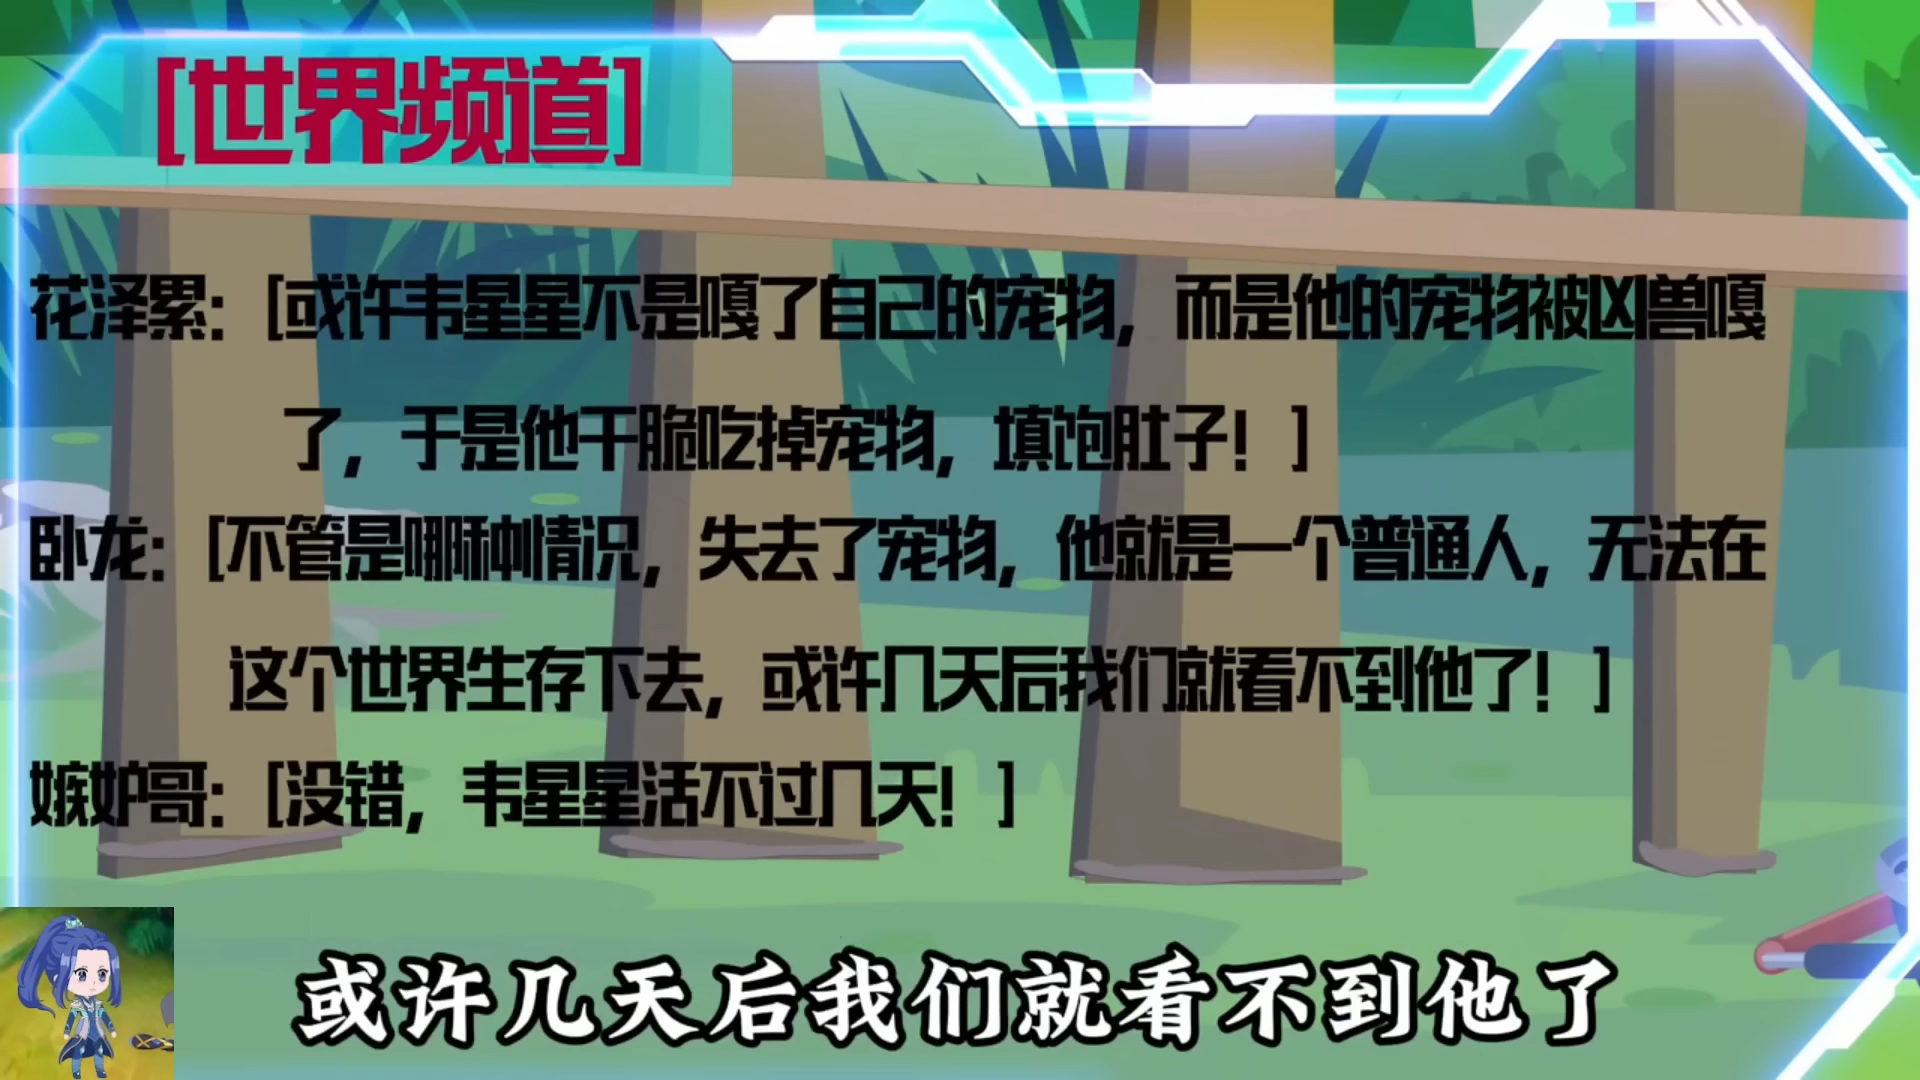 [世界频道]
花泽累：[或许韦星星不是嘎了自己的宠物，而是他的宠物被凶兽嘎
了，于是他干脆吃掉宠物，填饱肚子！]
卧龙：[不管是哪种情况，失去了宠物，他就是一个普通人，无法在
这个世界生存下去，或许几天后我们就看不到他了！]
嫉妒哥：[没错，韦星星活不过几天！]
或许几天后我们就看不到他了